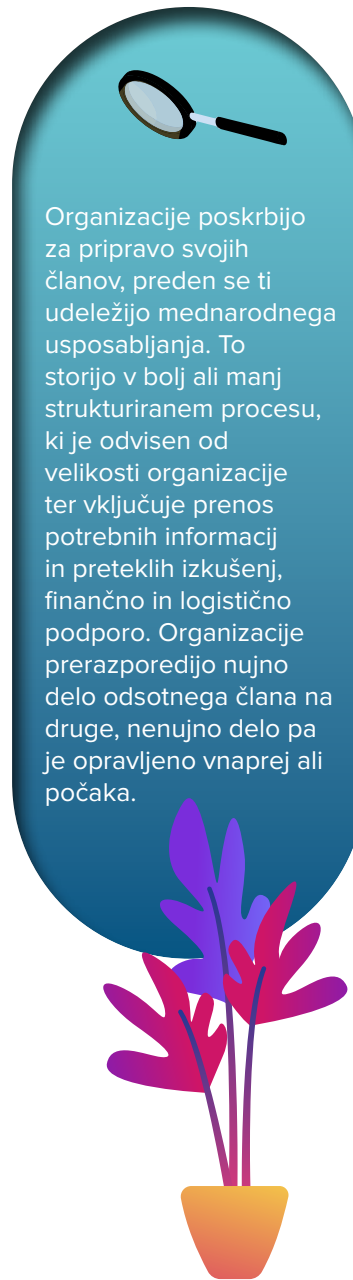 Organizacije poskrbijo
za pripravo svojih
članov, preden se ti
udeležijo mednarodnega
usposabljanja. To
storijo v bolj ali manj
strukturiranem procesu,
ki je odvisen od
velikosti organizacije
ter vključuje prenos
potrebnih informacij
in preteklih izkušenj,
finančno in logistično
podporo. Organizacije
prerazporedijo nujno
delo odsotnega člana na
druge, nenujno delo pa
je opravljeno vnaprej ali
počaka.